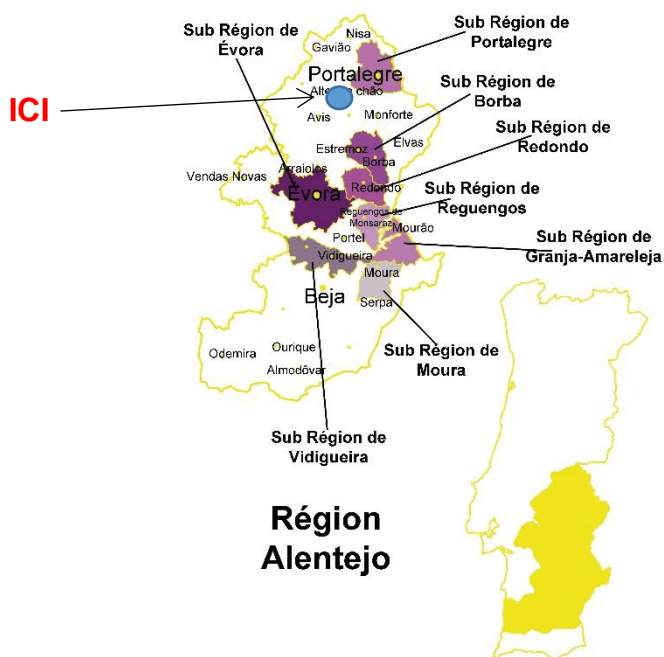 Sub Région de
Évora
Nisa
Gavião
Sub Région de
Portalegre
Portalegre
ICI
chão
Avis
Monforte
Sub Région de
Borba
Estremoz
Elvas
Borba
Sub Région de
Redondo
Arraiolos
Vendas Novas
Évora
Redondo
Sub Région de
Reguengos
Reguengos de
Monsaraz
Mourão
Portel
Sub Région de
Granja-Amareleja
Vidigueira
Moura
Beja
Serpa
Sub Région de
Moura
Odemira
Ourique
Almodôvar
Sub Région de
Vidigueira
Région
Alentejo